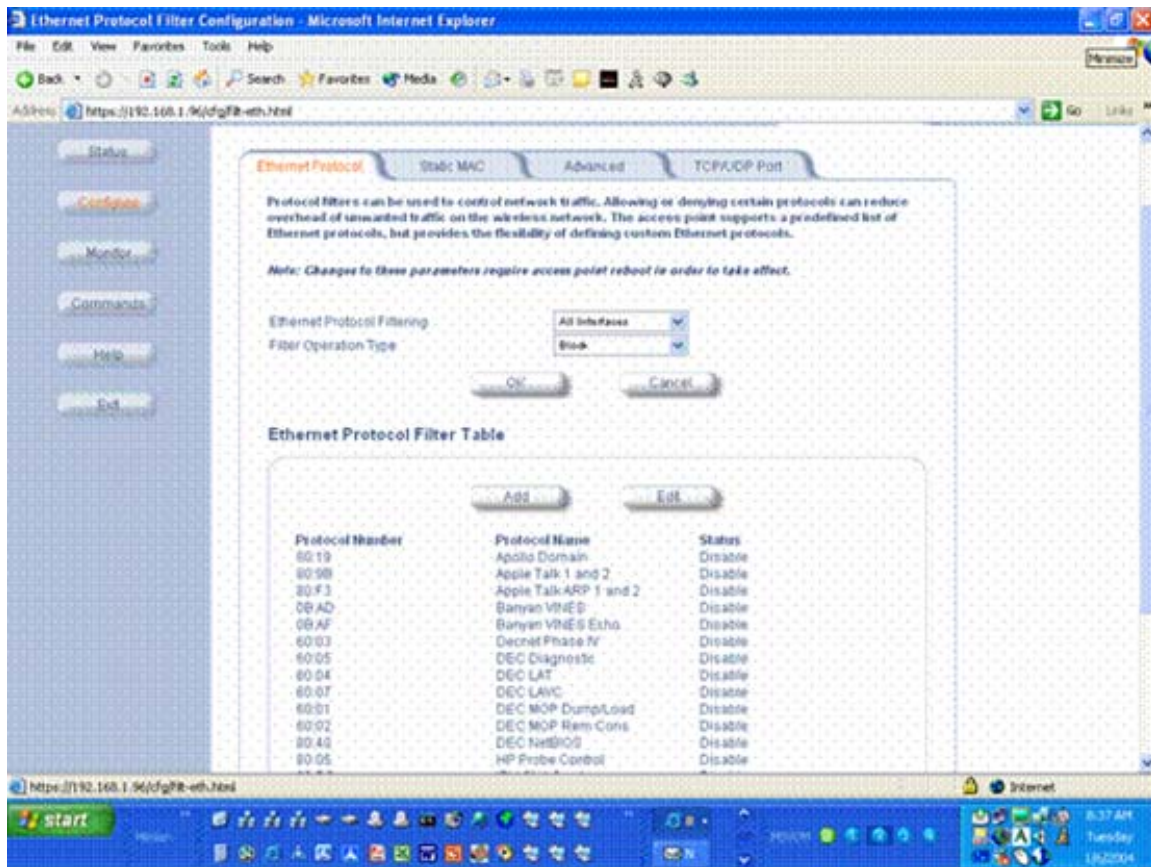 Ethernet Protocol Filter Configuration - Microsoft Internet Explorer
File Edit View Favorites Tools Help
Minimize
Back Search Favorites Media
Address https://192.168.1.96/cfg/filt-eth.html Go Links
Status
Configure
Monitor
Commands
Help
Exit
Ethernet Protocol Static MAC Advanced TCP/UDP Port
Protocol filters can be used to control network traffic. Allowing or denying certain protocols can reduce
overhead of unwanted traffic on the wireless network. The access point supports a predefined list of
Ethernet protocols, but provides the flexibility of defining custom Ethernet protocols.
Note: Changes to these parameters require access point reboot in order to take effect.
Ethernet Protocol Filtering All Interfaces
Filter Operation Type Block
OK Cancel
Ethernet Protocol Filter Table
Add Edit
Protocol Number Protocol Name Status
80:19 Apollo Domain Disable
80:9B Apple Talk 1 and 2 Disable
80:F3 Apple Talk ARP 1 and 2 Disable
0B:AD Banyan VINES Disable
0B:AF Banyan VINES Echo Disable
60:03 Decnet Phase IV Disable
60:05 DEC Diagnostic Disable
60:04 DEC LAT Disable
60:07 DEC LAVC Disable
60:01 DEC MOP Dump/Load Disable
60:02 DEC MOP Rem Cons Disable
80:40 DEC NetBIOS Disable
80:05 HP Probe Control Disable
https://192.168.1.96/cfg/filt-eth.html Internet
start
8:37 AM
Tuesday